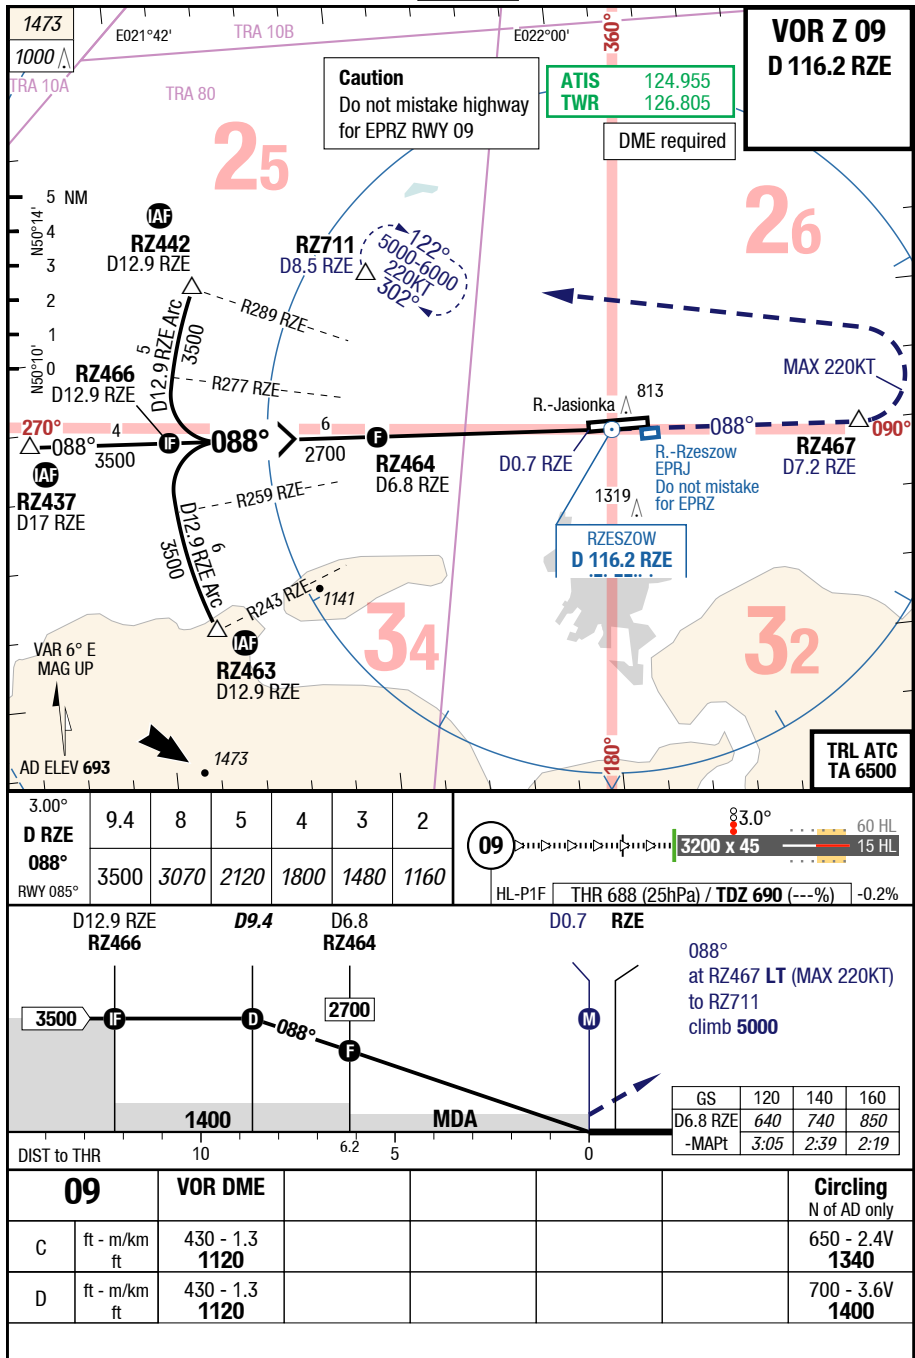 1473
1000
E021°42'
TRA 10B
E022°00'
360°
VOR Z 09
D 116.2 RZE
TRA 10A
TRA 80
Caution
Do not mistake highway
for EPRZ RWY 09
ATIS 124.955
TWR 126.805
DME required
25
26
5 NM
4
3
2
1
0
N50°14'
N50°10'
IAF
RZ442
D12.9 RZE
RZ711
D8.5 RZE
122°
5000-6000
220KT
302°
R289 RZE
5
D12.9 RZE Arc
3500
RZ466
D12.9 RZE
R277 RZE
MAX 220KT
R.-Jasionka
813
270°
088°
4
3500
IF
088°
6
2700
F
RZ464
D6.8 RZE
D0.7 RZE
088°
RZ467
D7.2 RZE
090°
R.-Rzeszow
EPRJ
Do not mistake
for EPRZ
IAF
RZ437
D17 RZE
R259 RZE
6
D12.9 RZE Arc
3500
1319
RZESZOW
D 116.2 RZE
R243 RZE
1141
IAF
RZ463
D12.9 RZE
34
32
VAR 6° E
MAG UP
AD ELEV 693
1473
180°
TRL ATC
TA 6500
3.00°
D RZE
088°
RWY 085°
9.4 8 5 4 3 2
3500 3070 2120 1800 1480 1160
09
3.0°
60 HL
3200 x 45
15 HL
HL-P1F
THR 688 (25hPa) / TDZ 690 (---%)
-0.2%
D12.9 RZE D9.4 D6.8 D0.7 RZE
RZ466 RZ464
088°
at RZ467 LT (MAX 220KT)
to RZ711
climb 5000
3500
IF
D
088°
2700
F
M
1400
MDA
GS 120 140 160
D6.8 RZE 640 740 850
-MAPt 3:05 2:39 2:19
DIST to THR 10 6.2 5 0
09 VOR DME Circling
N of AD only
C ft - m/km 430 - 1.3 650 - 2.4V
ft 1120 1340
D ft - m/km 430 - 1.3 700 - 3.6V
ft 1120 1400